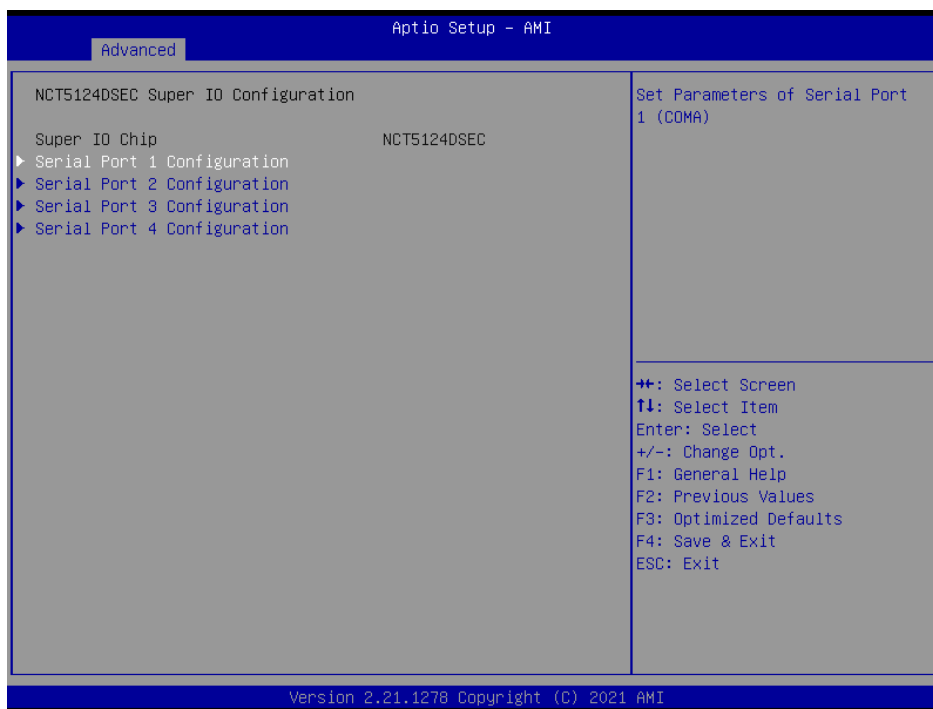 Aptio Setup – AMI
Advanced
NCT5124DSEC Super IO Configuration
Super IO Chip NCT5124DSEC
▶ Serial Port 1 Configuration
▶ Serial Port 2 Configuration
▶ Serial Port 3 Configuration
▶ Serial Port 4 Configuration
Set Parameters of Serial Port
1 (COMA)
→←: Select Screen
↑↓: Select Item
Enter: Select
+/-: Change Opt.
F1: General Help
F2: Previous Values
F3: Optimized Defaults
F4: Save & Exit
ESC: Exit
Version 2.21.1278 Copyright (C) 2021 AMI